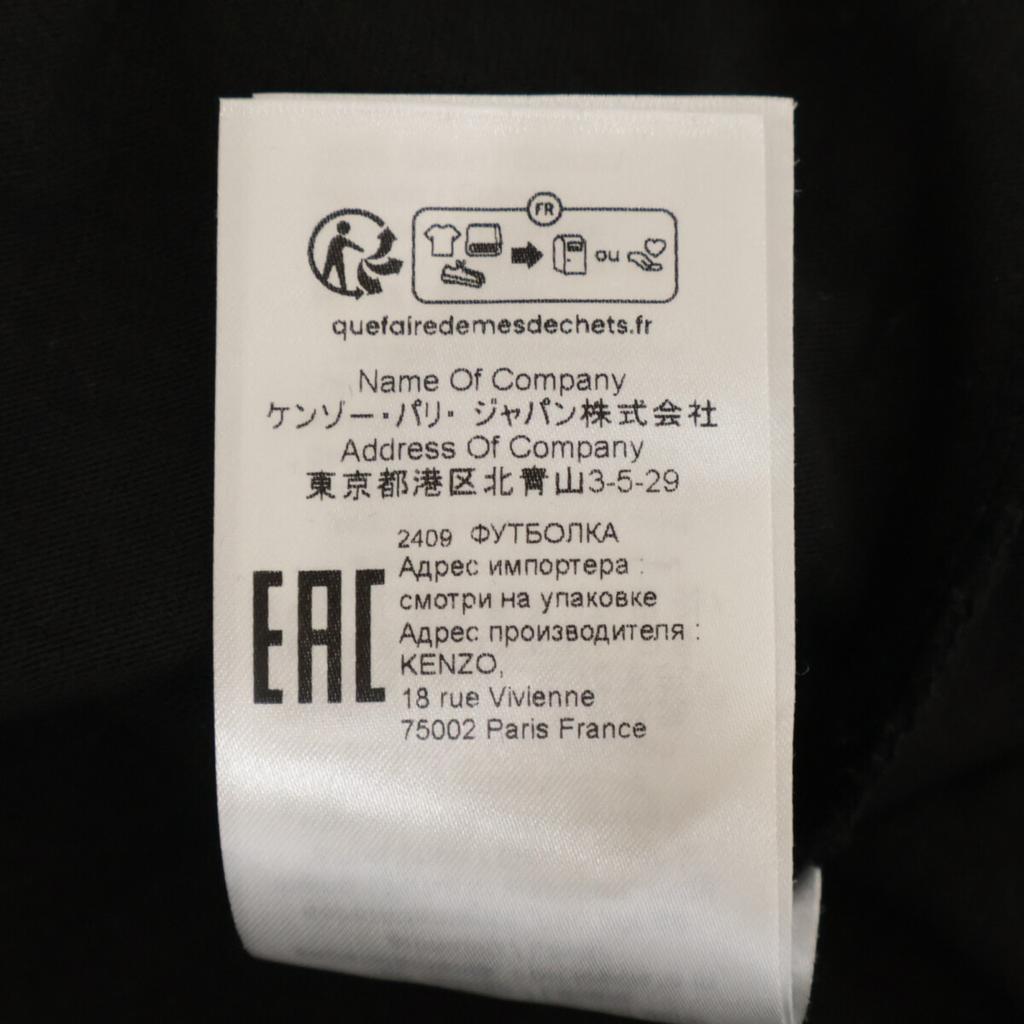 FR
ou
quefairedemesdechets.fr
Name Of Company
ケンゾー・パリ・ ジャパン株式会社
Address Of Company
東京都港区北青山3-5-29
2409 ФУТБОЛКА
Адрес импортера :
смотри на упаковке
Адрес производителя :
KENZO,
18 rue Vivienne
75002 Paris France
EAC